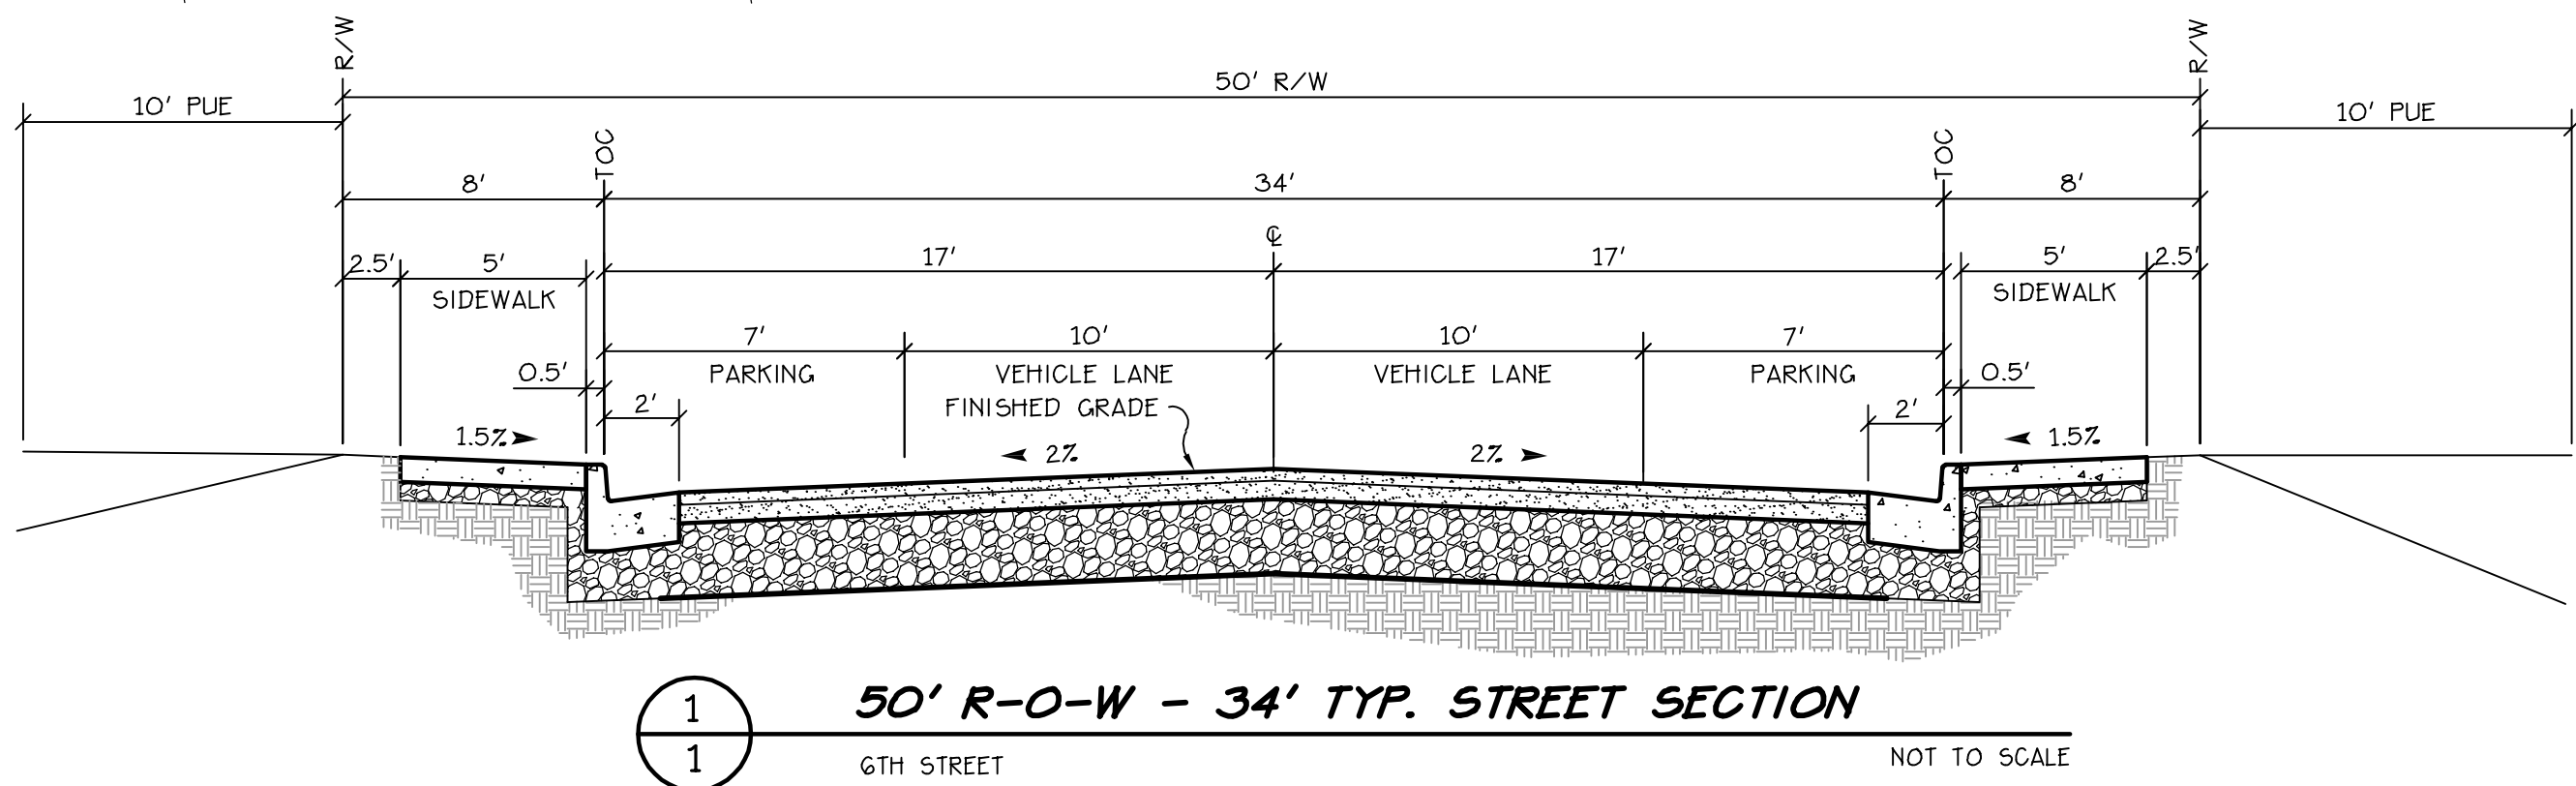 R/W
R/W
50' R/W
10' PUE
10' PUE
TOC
TOC
8'
34'
8'
℄
2.5'
5'
17'
17'
5'
2.5'
SIDEWALK
SIDEWALK
7'
10'
10'
7'
0.5'
PARKING
VEHICLE LANE
VEHICLE LANE
PARKING
0.5'
2'
FINISHED GRADE
2'
1.5%
2%
2%
1.5%
1
50' R-O-W - 34' TYP. STREET SECTION
1
6TH STREET
NOT TO SCALE